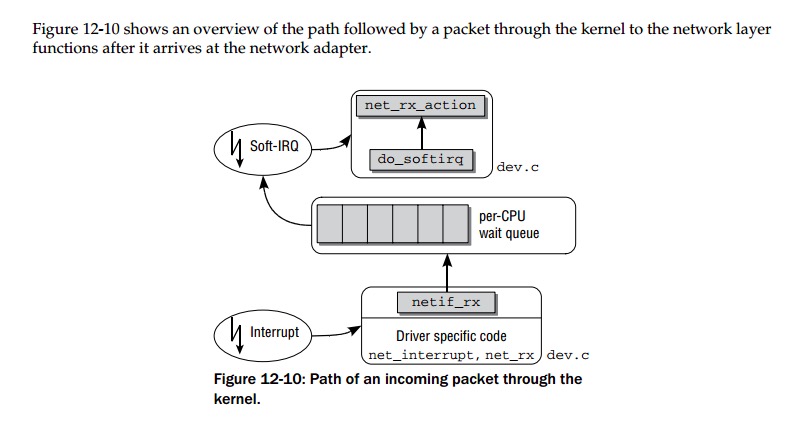 Figure 12-10 shows an overview of the path followed by a packet through the kernel to the network layer
functions after it arrives at the network adapter.
net_rx_action
Soft-IRQ
do_softirq
dev.c
per-CPU
wait queue
netif_rx
Interrupt
Driver specific code
net_interrupt, net_rx
dev.c
Figure 12-10: Path of an incoming packet through the
kernel.